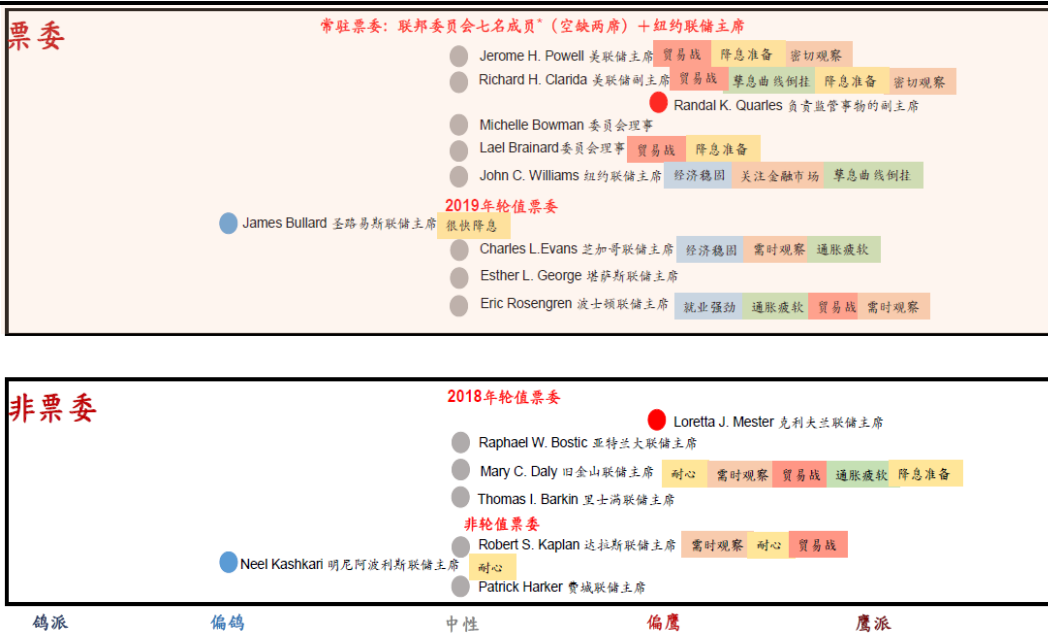 票委
常驻票委：联邦委员会七名成员*（空缺两席）＋纽约联储主席
Jerome H. Powell 美联储主席 贸易战 降息准备 密切观察
Richard H. Clarida 美联储副主席 贸易战 孳息曲线倒挂 降息准备 密切观察
Randal K. Quarles 负责监管事物的副主席
Michelle Bowman 委员会理事
Lael Brainard委员会理事 贸易战 降息准备
John C. Williams 纽约联储主席 经济稳固 关注金融市场 孳息曲线倒挂
2019年轮值票委
James Bullard 圣路易斯联储主席 很快降息
Charles L.Evans 芝加哥联储主席 经济稳固 需时观察 通胀疲软
Esther L. George 堪萨斯联储主席
Eric Rosengren 波士顿联储主席 就业强劲 通胀疲软 贸易战 需时观察
非票委
2018年轮值票委
Loretta J. Mester 克利夫兰联储主席
Raphael W. Bostic 亚特兰大联储主席
Mary C. Daly 旧金山联储主席 耐心 需时观察 贸易战 通胀疲软 降息准备
Thomas I. Barkin 里士满联储主席
非轮值票委
Robert S. Kaplan 达拉斯联储主席 需时观察 耐心 贸易战
Neel Kashkari 明尼阿波利斯联储主席 耐心
Patrick Harker 费城联储主席
鸽派 偏鸽 中性 偏鹰 鹰派